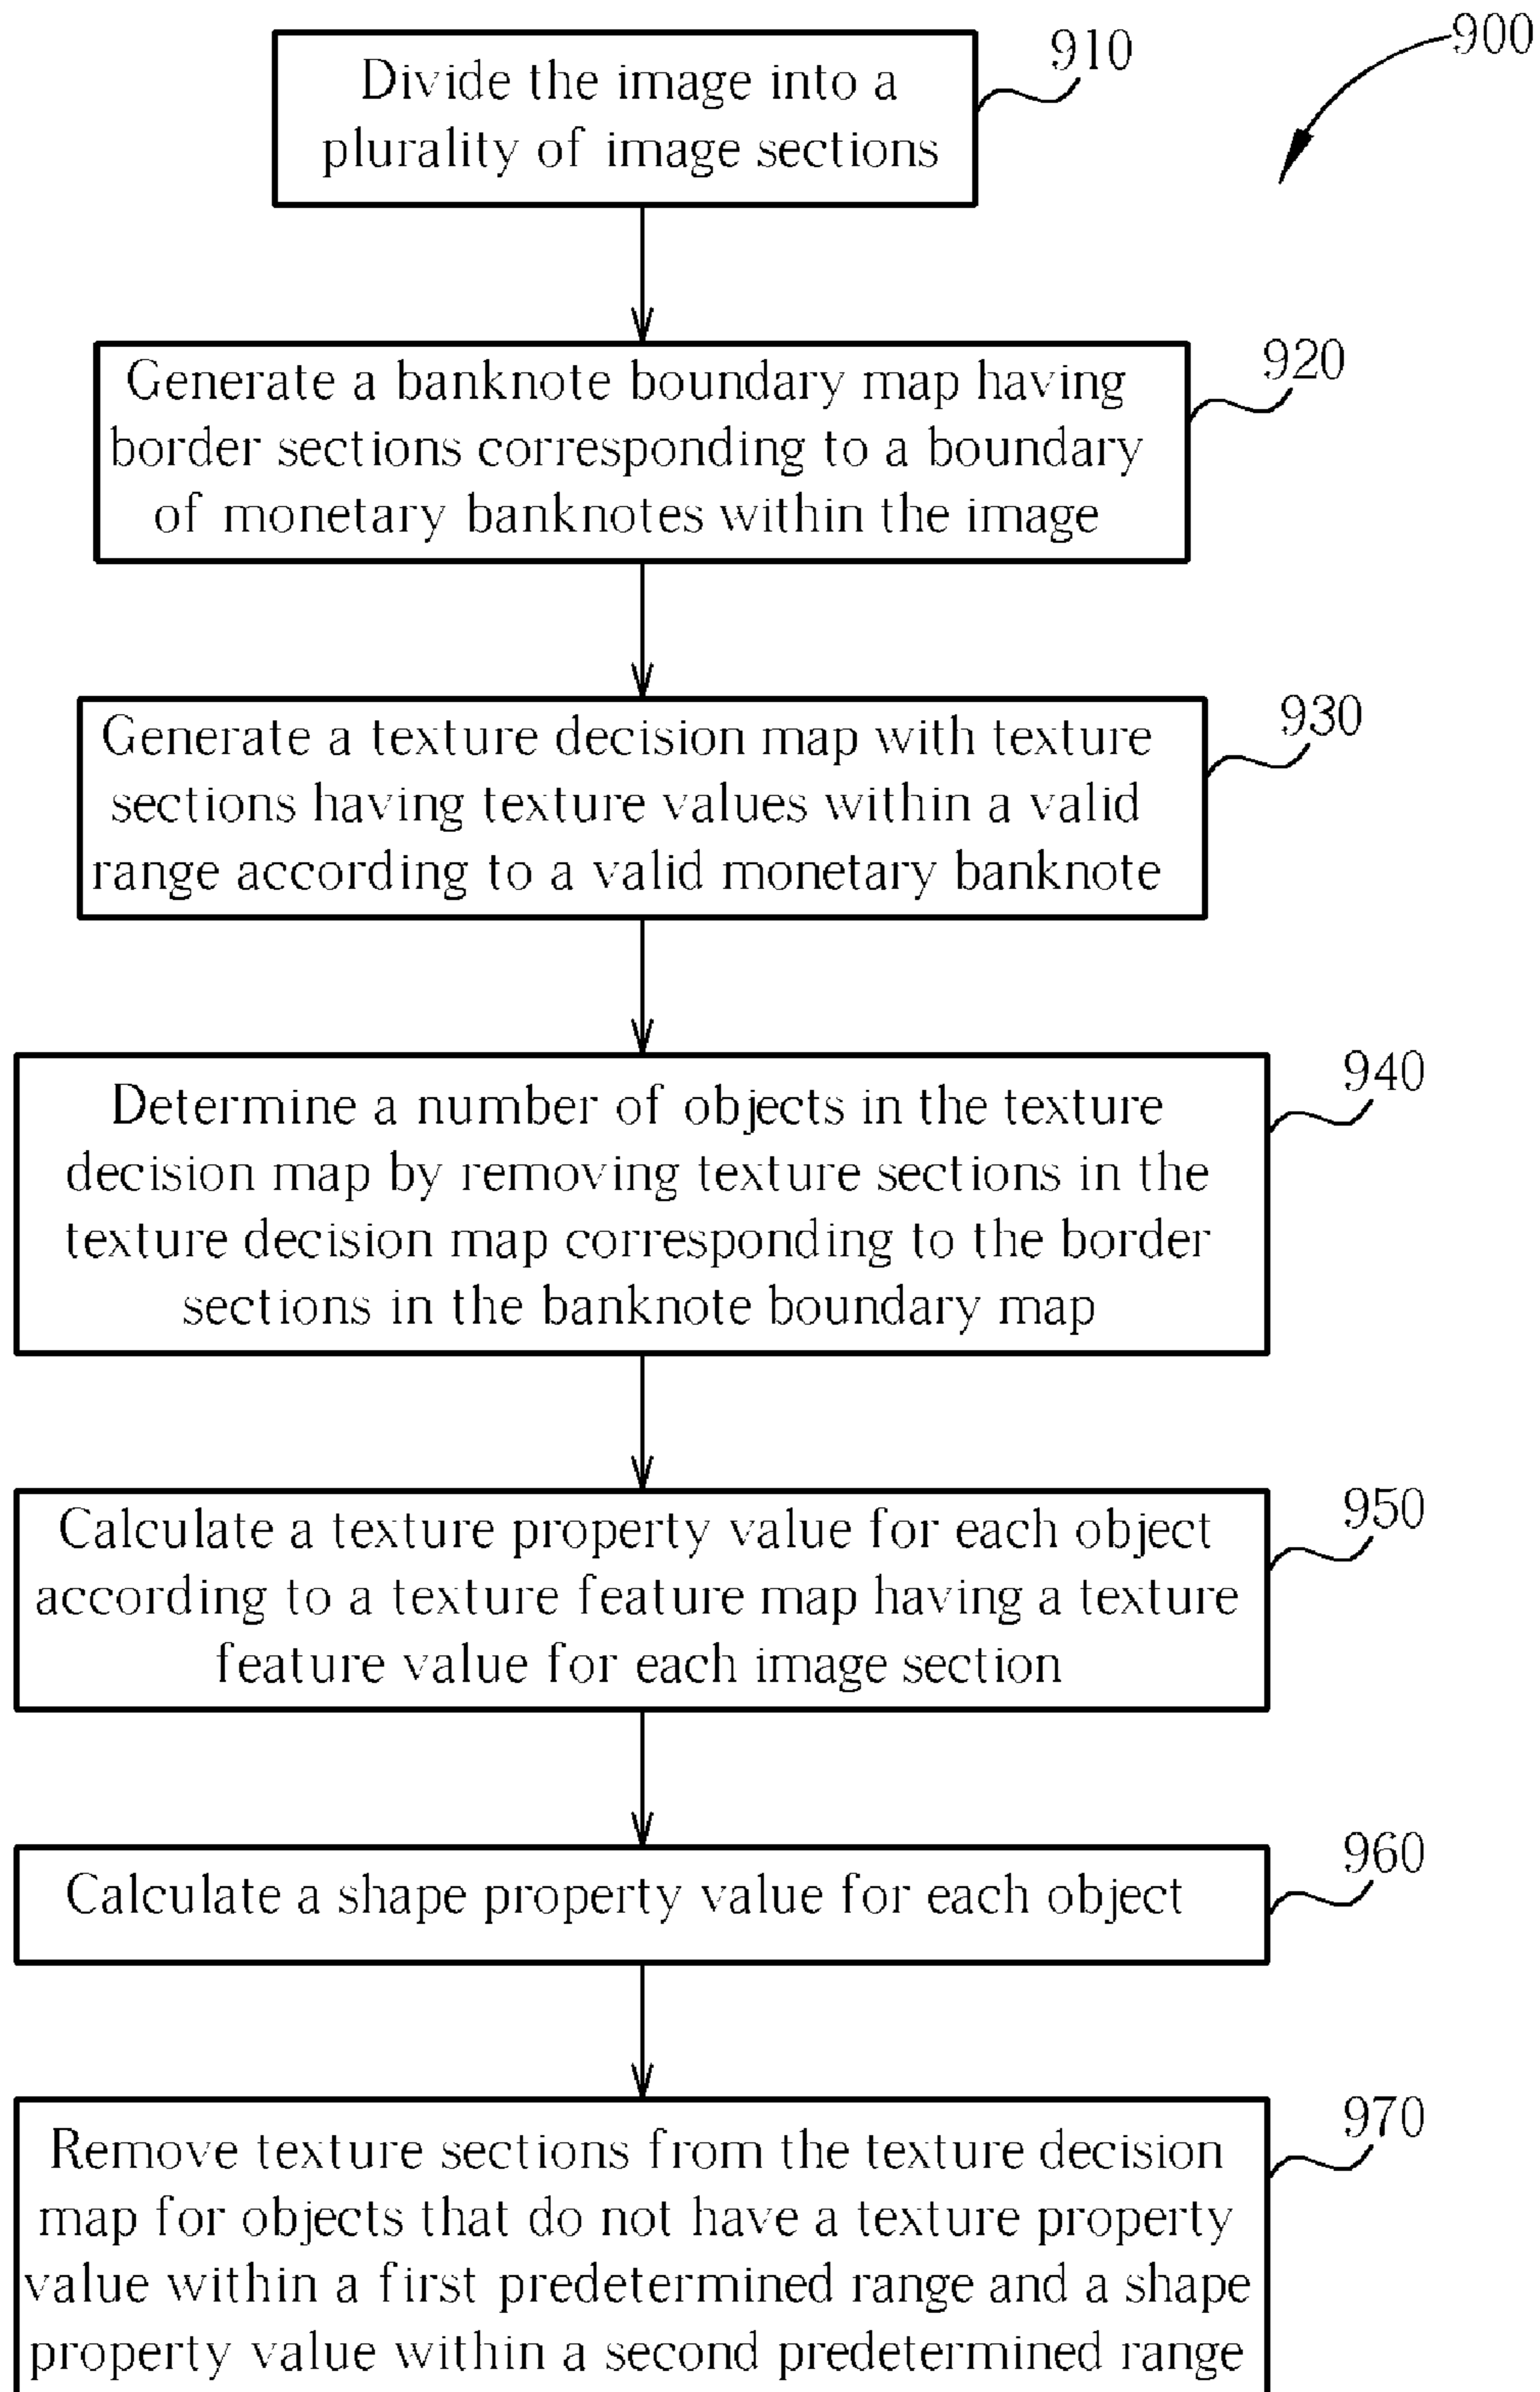 900
910
Divide the image into a
plurality of image sections
920
Generate a banknote boundary map having
border sections corresponding to a boundary
of monetary banknotes within the image
930
Generate a texture decision map with texture
sections having texture values within a valid
range according to a valid monetary banknote
940
Determine a number of objects in the texture
decision map by removing texture sections in the
texture decision map corresponding to the border
sections in the banknote boundary map
950
Calculate a texture property value for each object
according to a texture feature map having a texture
feature value for each image section
960
Calculate a shape property value for each object
970
Remove texture sections from the texture decision
map for objects that do not have a texture property
value within a first predetermined range and a shape
property value within a second predetermined range